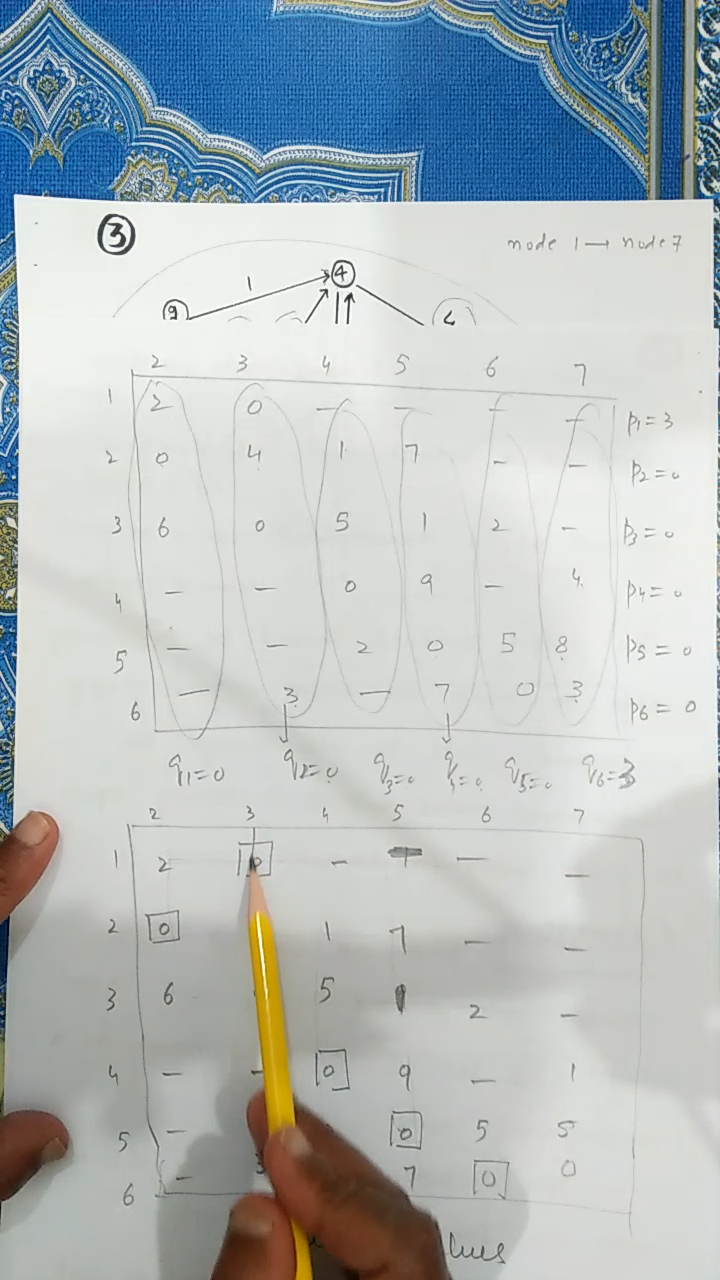 3 node 1 → node 7
1 4
2 3 4 5 6 7
1 2 0 — — — — p1 = 3
2 0 4 1 7 — — p2 = 0
3 6 0 5 1 2 — p3 = 0
4 — — 0 9 — 4 p4 = 0
5 — — 2 0 5 8 p5 = 0
6 — 3 — 7 0 3 p6 = 0
q1 = 0 q2 = 0 q3 = 0 q4 = 0 q5 = 0 q6 = 3
2 3 4 5 6 7
1 2 0 — — — —
2 0 1 7 — —
3 6 5 1 2 —
4 — — 0 9 — 1
5 — 0 5 5
6 — 3 7 0 0